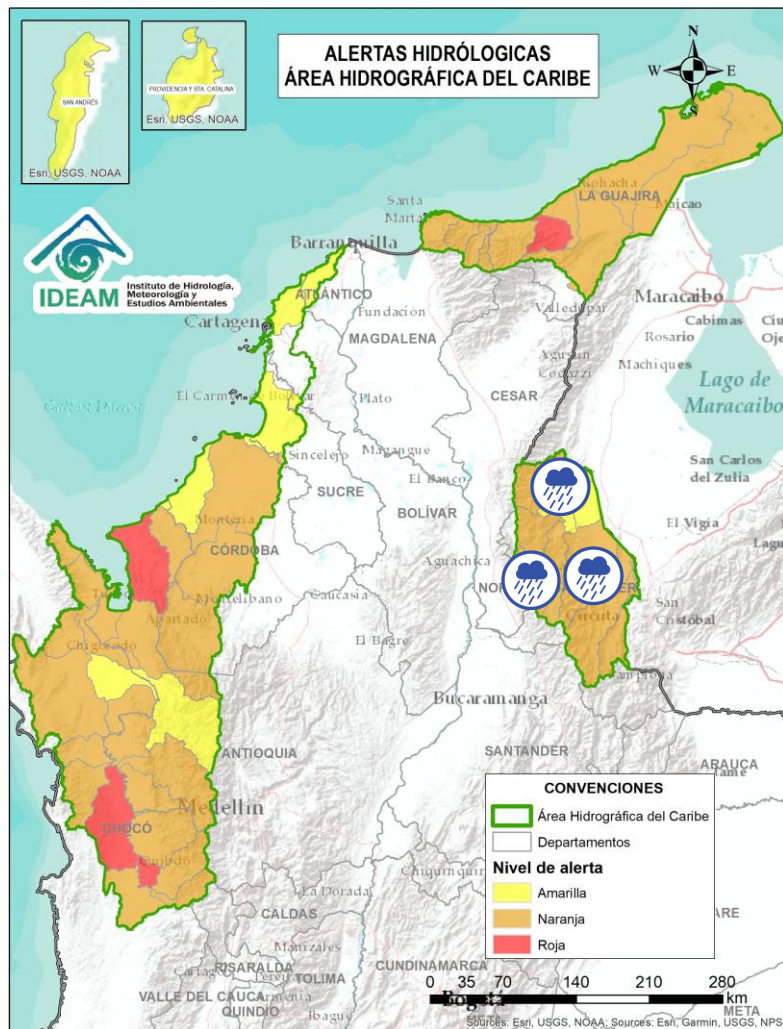 ALERTAS HIDRÓLOGICAS
ÁREA HIDROGRÁFICA DEL CARIBE
N
W
E
S
SAN ANDRÉS
Esri, USGS, NOAA
PROVIDENCIA Y STA. CATALINA
Esri, USGS, NOAA
IDEAM
Instituto de Hidrología,
Meteorología y
Estudios Ambientales
Santa
Marta
LA GUAJIRA
Maicao
Barranquilla
ATLÁNTICO
Fundación
Valledupar
Maracaibo
Cabimas
Rosario
Machiques
MAGDALENA
Agustín
Codazzi
CESAR
Lago de
Maracaibo
El Carmen de Bolívar
Plato
Sincelejo
Magangue
El Banco
San Carlos
del Zulia
SUCRE
BOLÍVAR
El Vigia
Montería
CÓRDOBA
Aguachica
Montelíbano
Caucasia
Apartadó
Chigorodó
El Bagre
Cúcuta
San
Cristóbal
Bucaramanga
SANTANDER
ANTIOQUIA
ARAUCA
Medellín
CHOCÓ
Quibdó
La Dorada
CALDAS
Manizales
RISARALDA
TOLIMA
CUNDINAMARCA
VALLE DEL CAUCA
Armenia
QUINDÍO
Ibagué
Bogotá
META
META
CONVENCIONES
Área Hidrográfica del Caribe
Departamentos
Nivel de alerta
Amarilla
Naranja
Roja
0 35 70 140 210 280
km
Sources: Esri, USGS, NOAA; Sources: Esri, Garmin, USGS, NPS